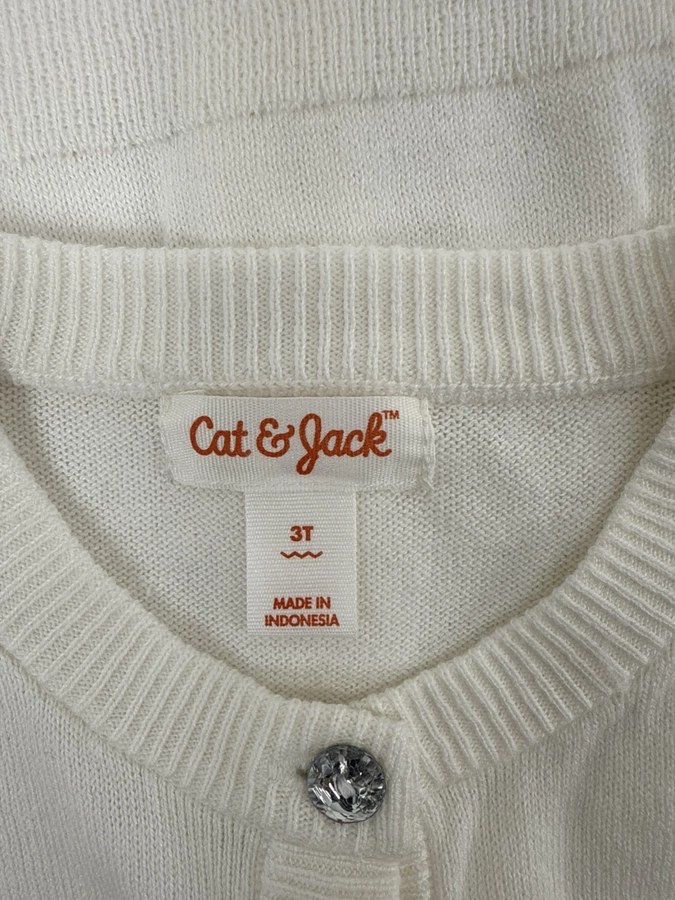 Cat & Jack™
3T
MADE IN
INDONESIA